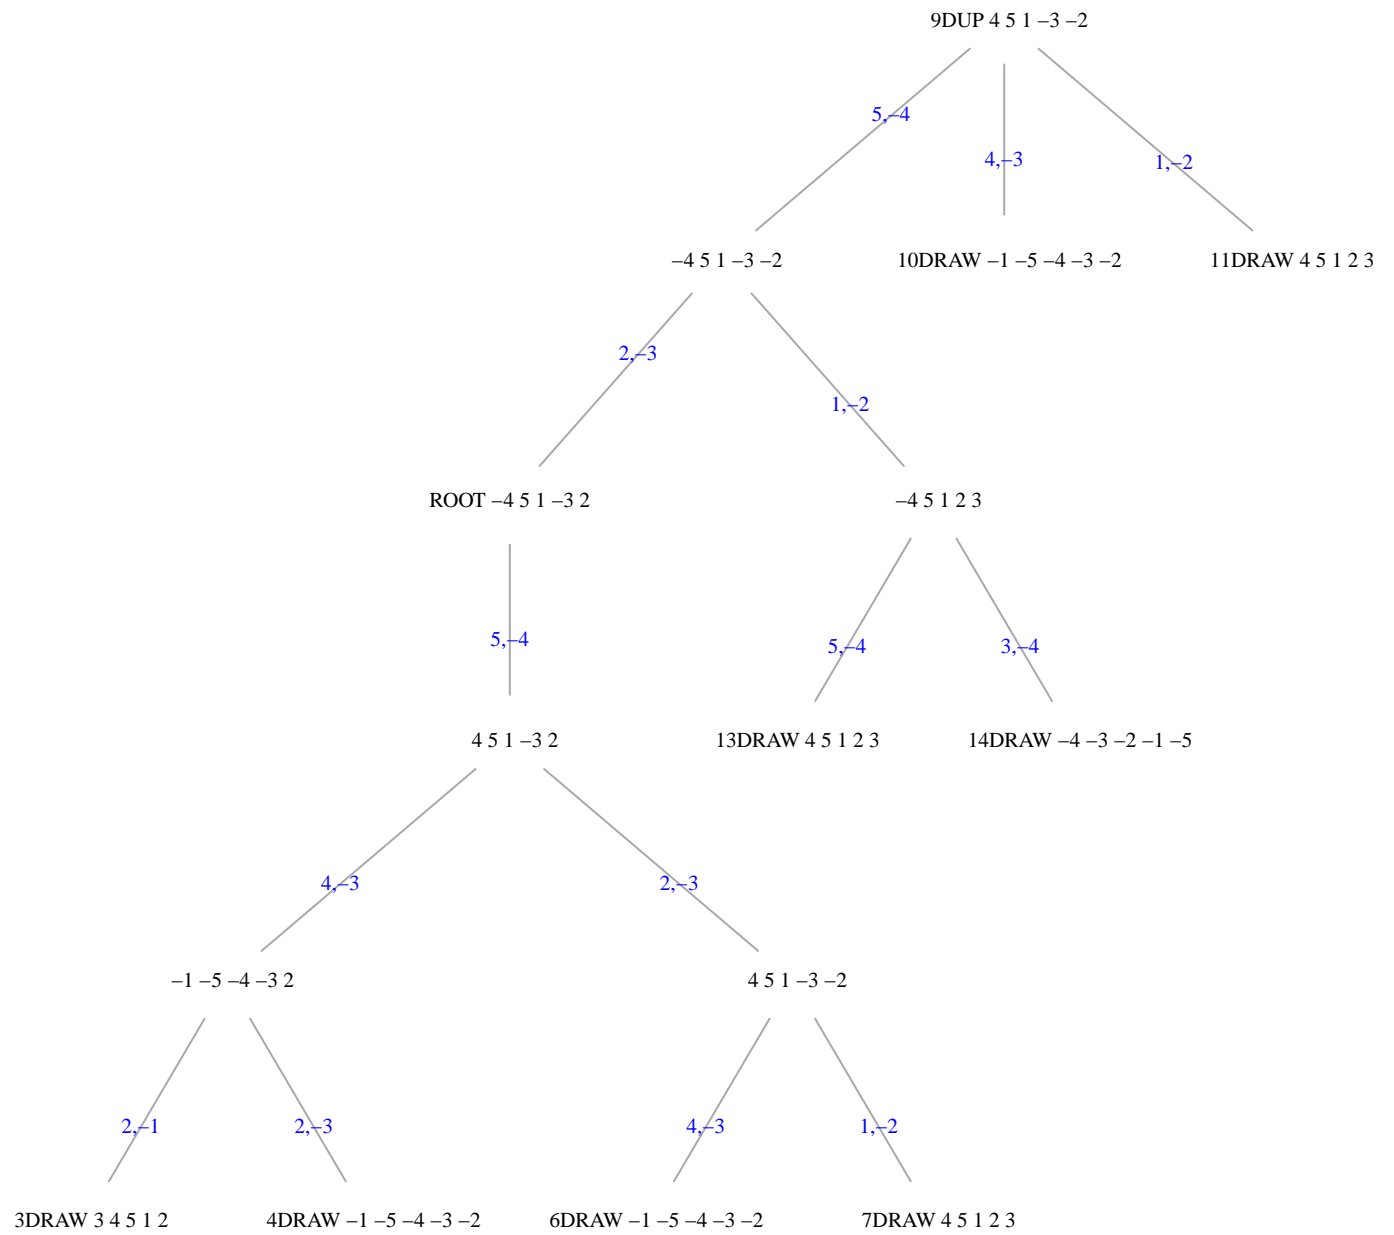 9DUP 4 5 1 –3 –2
5,–4
4,–3
1,–2
–4 5 1 –3 –2
10DRAW –1 –5 –4 –3 –2
11DRAW 4 5 1 2 3
2,–3
1,–2
ROOT –4 5 1 –3 2
–4 5 1 2 3
5,–4
5,–4
3,–4
4 5 1 –3 2
13DRAW 4 5 1 2 3
14DRAW –4 –3 –2 –1 –5
4,–3
2,–3
–1 –5 –4 –3 2
4 5 1 –3 –2
2,–1
2,–3
4,–3
1,–2
3DRAW 3 4 5 1 2
4DRAW –1 –5 –4 –3 –2
6DRAW –1 –5 –4 –3 –2
7DRAW 4 5 1 2 3